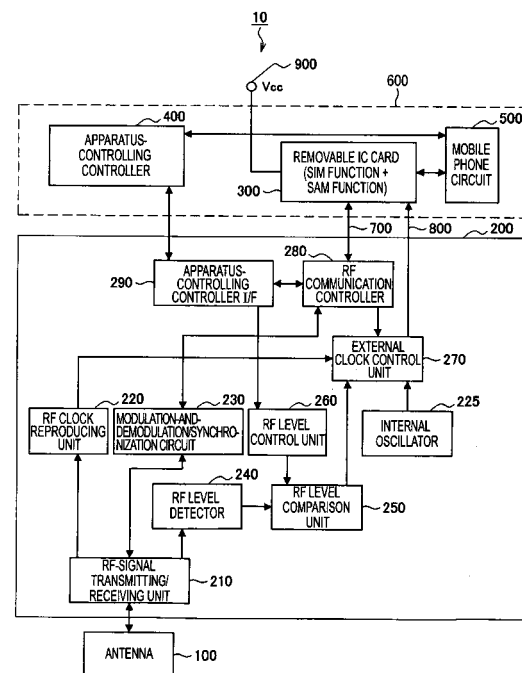 10
900
Vcc
600
400
500
APPARATUS-
CONTROLLING
CONTROLLER
REMOVABLE IC CARD
(SIM FUNCTION +
SAM FUNCTION)
MOBILE
PHONE
CIRCUIT
300
700
800
200
280
290
APPARATUS-
CONTROLLING
CONTROLLER I/F
RF
COMMUNICATION
CONTROLLER
EXTERNAL
CLOCK CONTROL
UNIT
270
220
230
260
225
RF CLOCK
REPRODUCING
UNIT
MODULATION-AND-
DEMODULATION/SYNCHRO-
NIZATION CIRCUIT
RF LEVEL
CONTROL UNIT
INTERNAL
OSCILLATOR
240
RF LEVEL
DETECTOR
RF LEVEL
COMPARISON
UNIT
250
RF-SIGNAL
TRANSMITTING/
RECEIVING UNIT
210
ANTENNA
100